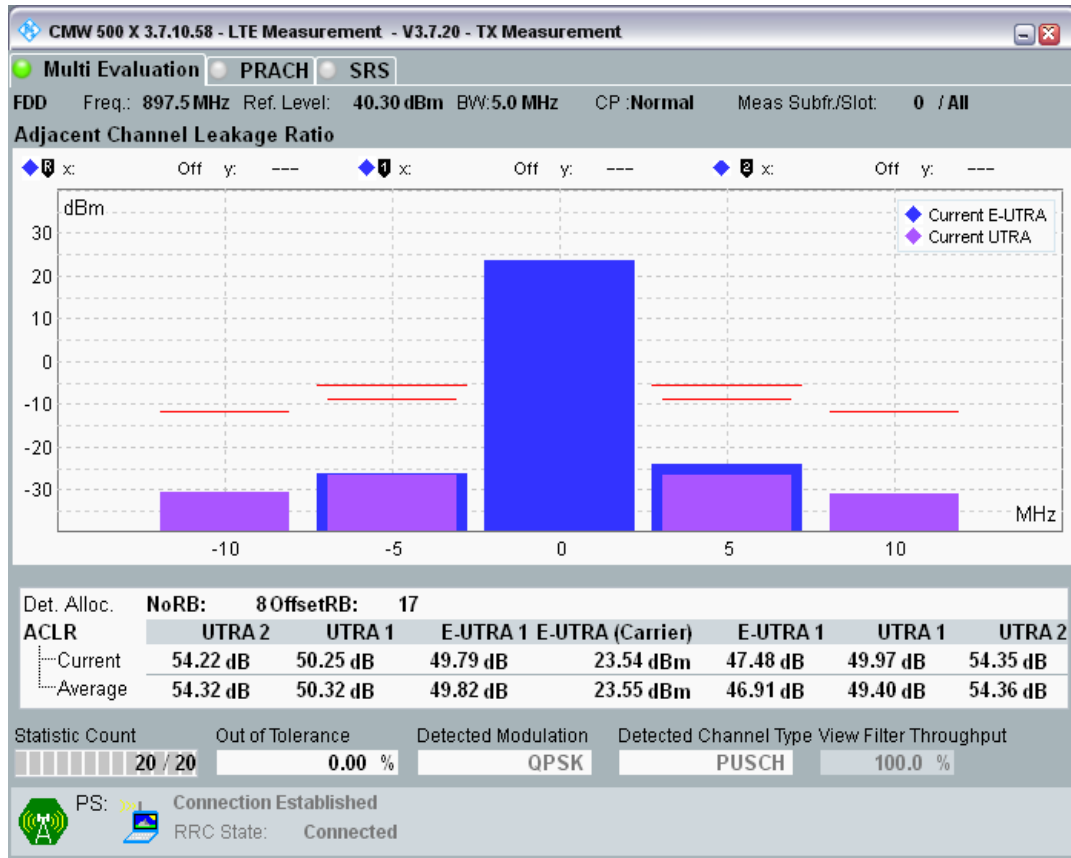 CMW 500 X 3.7.10.58 - LTE Measurement - V3.7.20 - TX Measurement
Multi Evaluation PRACH SRS
FDD Freq.: 897.5 MHz Ref. Level: 40.30 dBm BW:5.0 MHz CP :Normal Meas Subfr./Slot: 0 / All
Adjacent Channel Leakage Ratio
R x: Off y: --- 1 x: Off y: --- 2 x: Off y: ---
dBm
Current E-UTRA
Current UTRA
30
20
10
0
-10
-20
-30
MHz
-10 -5 0 5 10
Det. Alloc. NoRB: 8 OffsetRB: 17
ACLR UTRA 2 UTRA 1 E-UTRA 1 E-UTRA (Carrier) E-UTRA 1 UTRA 1 UTRA 2
Current 54.22 dB 50.25 dB 49.79 dB 23.54 dBm 47.48 dB 49.97 dB 54.35 dB
Average 54.32 dB 50.32 dB 49.82 dB 23.55 dBm 46.91 dB 49.40 dB 54.36 dB
Statistic Count Out of Tolerance Detected Modulation Detected Channel Type View Filter Throughput
20 / 20 0.00 % QPSK PUSCH 100.0 %
PS: Connection Established
RRC State: Connected